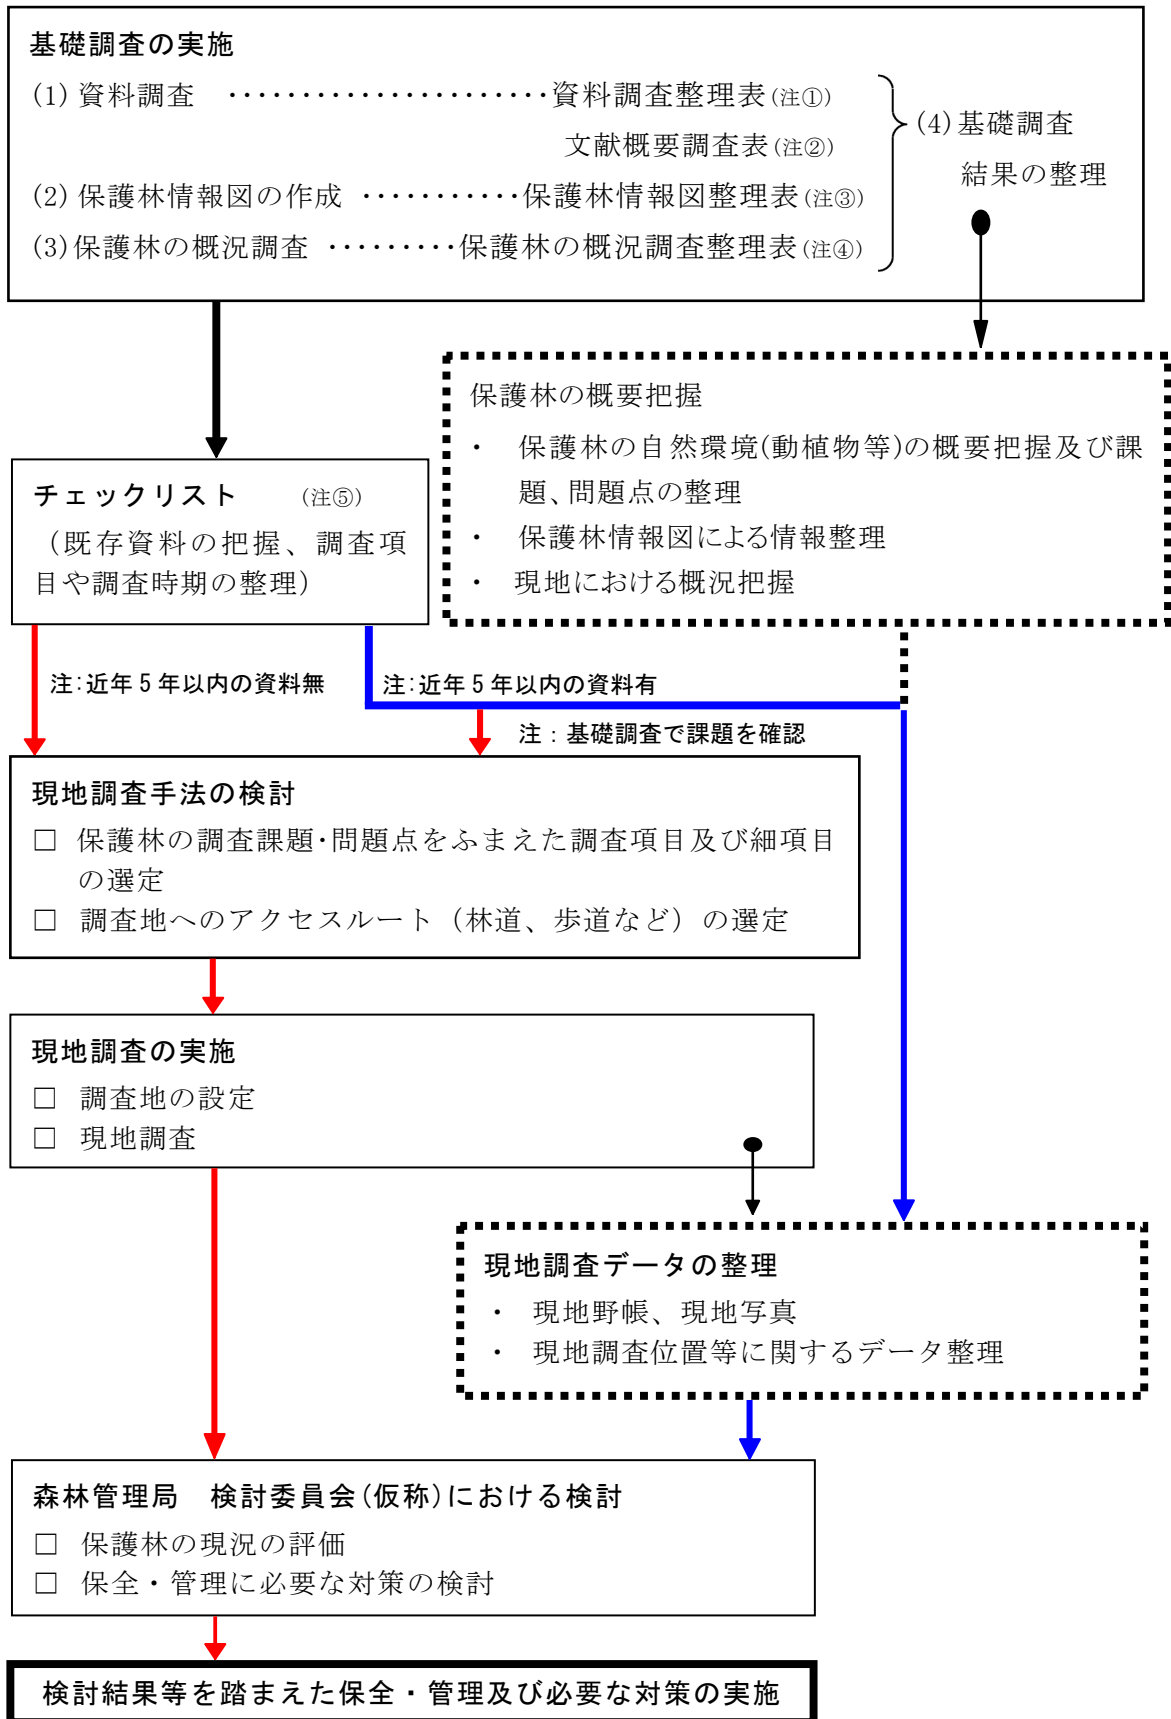 基礎調査の実施
(1) 資料調査 ・・・・・・・・・・・・・・・・・・・・・・資料調査整理表(注①)
文献概要調査表(注②)
(2) 保護林情報図の作成 ・・・・・・・・・・・保護林情報図整理表(注③)
(3)保護林の概況調査 ・・・・・・・・・保護林の概況調査整理表(注④)
(4)基礎調査
結果の整理
保護林の概要把握
・ 保護林の自然環境(動植物等)の概要把握及び課
題、問題点の整理
・ 保護林情報図による情報整理
・ 現地における概況把握
チェックリスト (注⑤)
（既存資料の把握、調査項
目や調査時期の整理）
注:近年5年以内の資料無
注:近年5年以内の資料有
注：基礎調査で課題を確認
現地調査手法の検討
□ 保護林の調査課題・問題点をふまえた調査項目及び細項目
の選定
□ 調査地へのアクセスルート（林道、歩道など）の選定
現地調査の実施
□ 調査地の設定
□ 現地調査
現地調査データの整理
・ 現地野帳、現地写真
・ 現地調査位置等に関するデータ整理
森林管理局 検討委員会(仮称)における検討
□ 保護林の現況の評価
□ 保全・管理に必要な対策の検討
検討結果等を踏まえた保全・管理及び必要な対策の実施